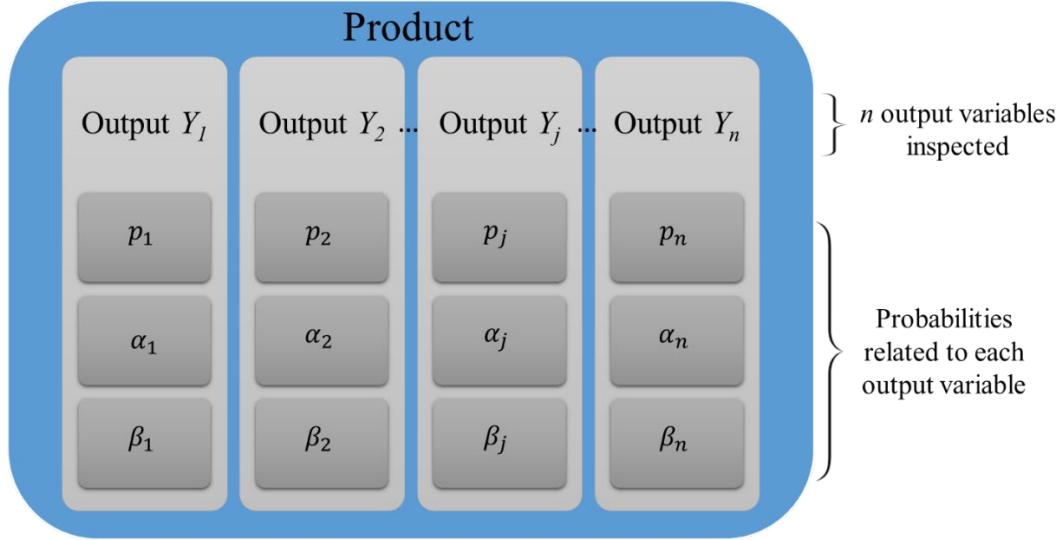 Product
Output Y₁ Output Y₂ ... Output Yⱼ ... Output Yₙ
n output variables
inspected
p₁ p₂ pⱼ pₙ
α₁ α₂ αⱼ αₙ
β₁ β₂ βⱼ βₙ
Probabilities
related to each
output variable